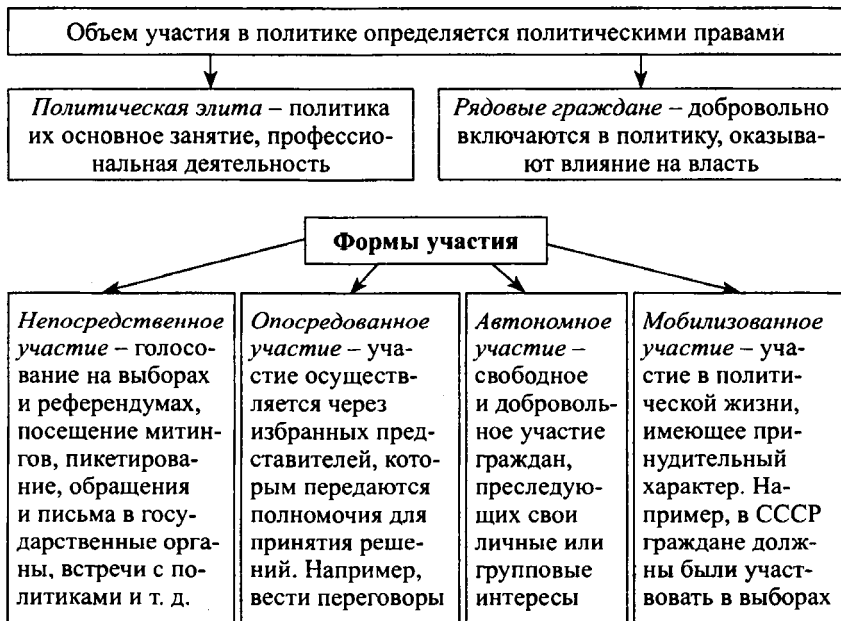 Объем участия в политике определяется политическими правами
Политическая элита – политика
их основное занятие, профессио-
нальная деятельность
Рядовые граждане – добровольно
включаются в политику, оказыва-
ют влияние на власть
Формы участия
Непосредственное
участие – голосо-
вание на выборах
и референдумах,
посещение митин-
гов, пикетирова-
ние, обращения
и письма в госу-
дарственные орга-
ны, встречи с по-
литиками и т. д.
Опосредованное
участие – уча-
стие осуществ-
ляется через
избранных пред-
ставителей, кото-
рым передаются
полномочия для
принятия реше-
ний. Например,
вести переговоры
Автономное
участие –
свободное
и доброволь-
ное участие
граждан,
преследую-
щих свои
личные или
групповые
интересы
Мобилизованное
участие – уча-
стие в полити-
ческой жизни,
имеющее при-
нудительный
характер. На-
пример, в СССР
граждане долж-
ны были участ-
вовать в выборах